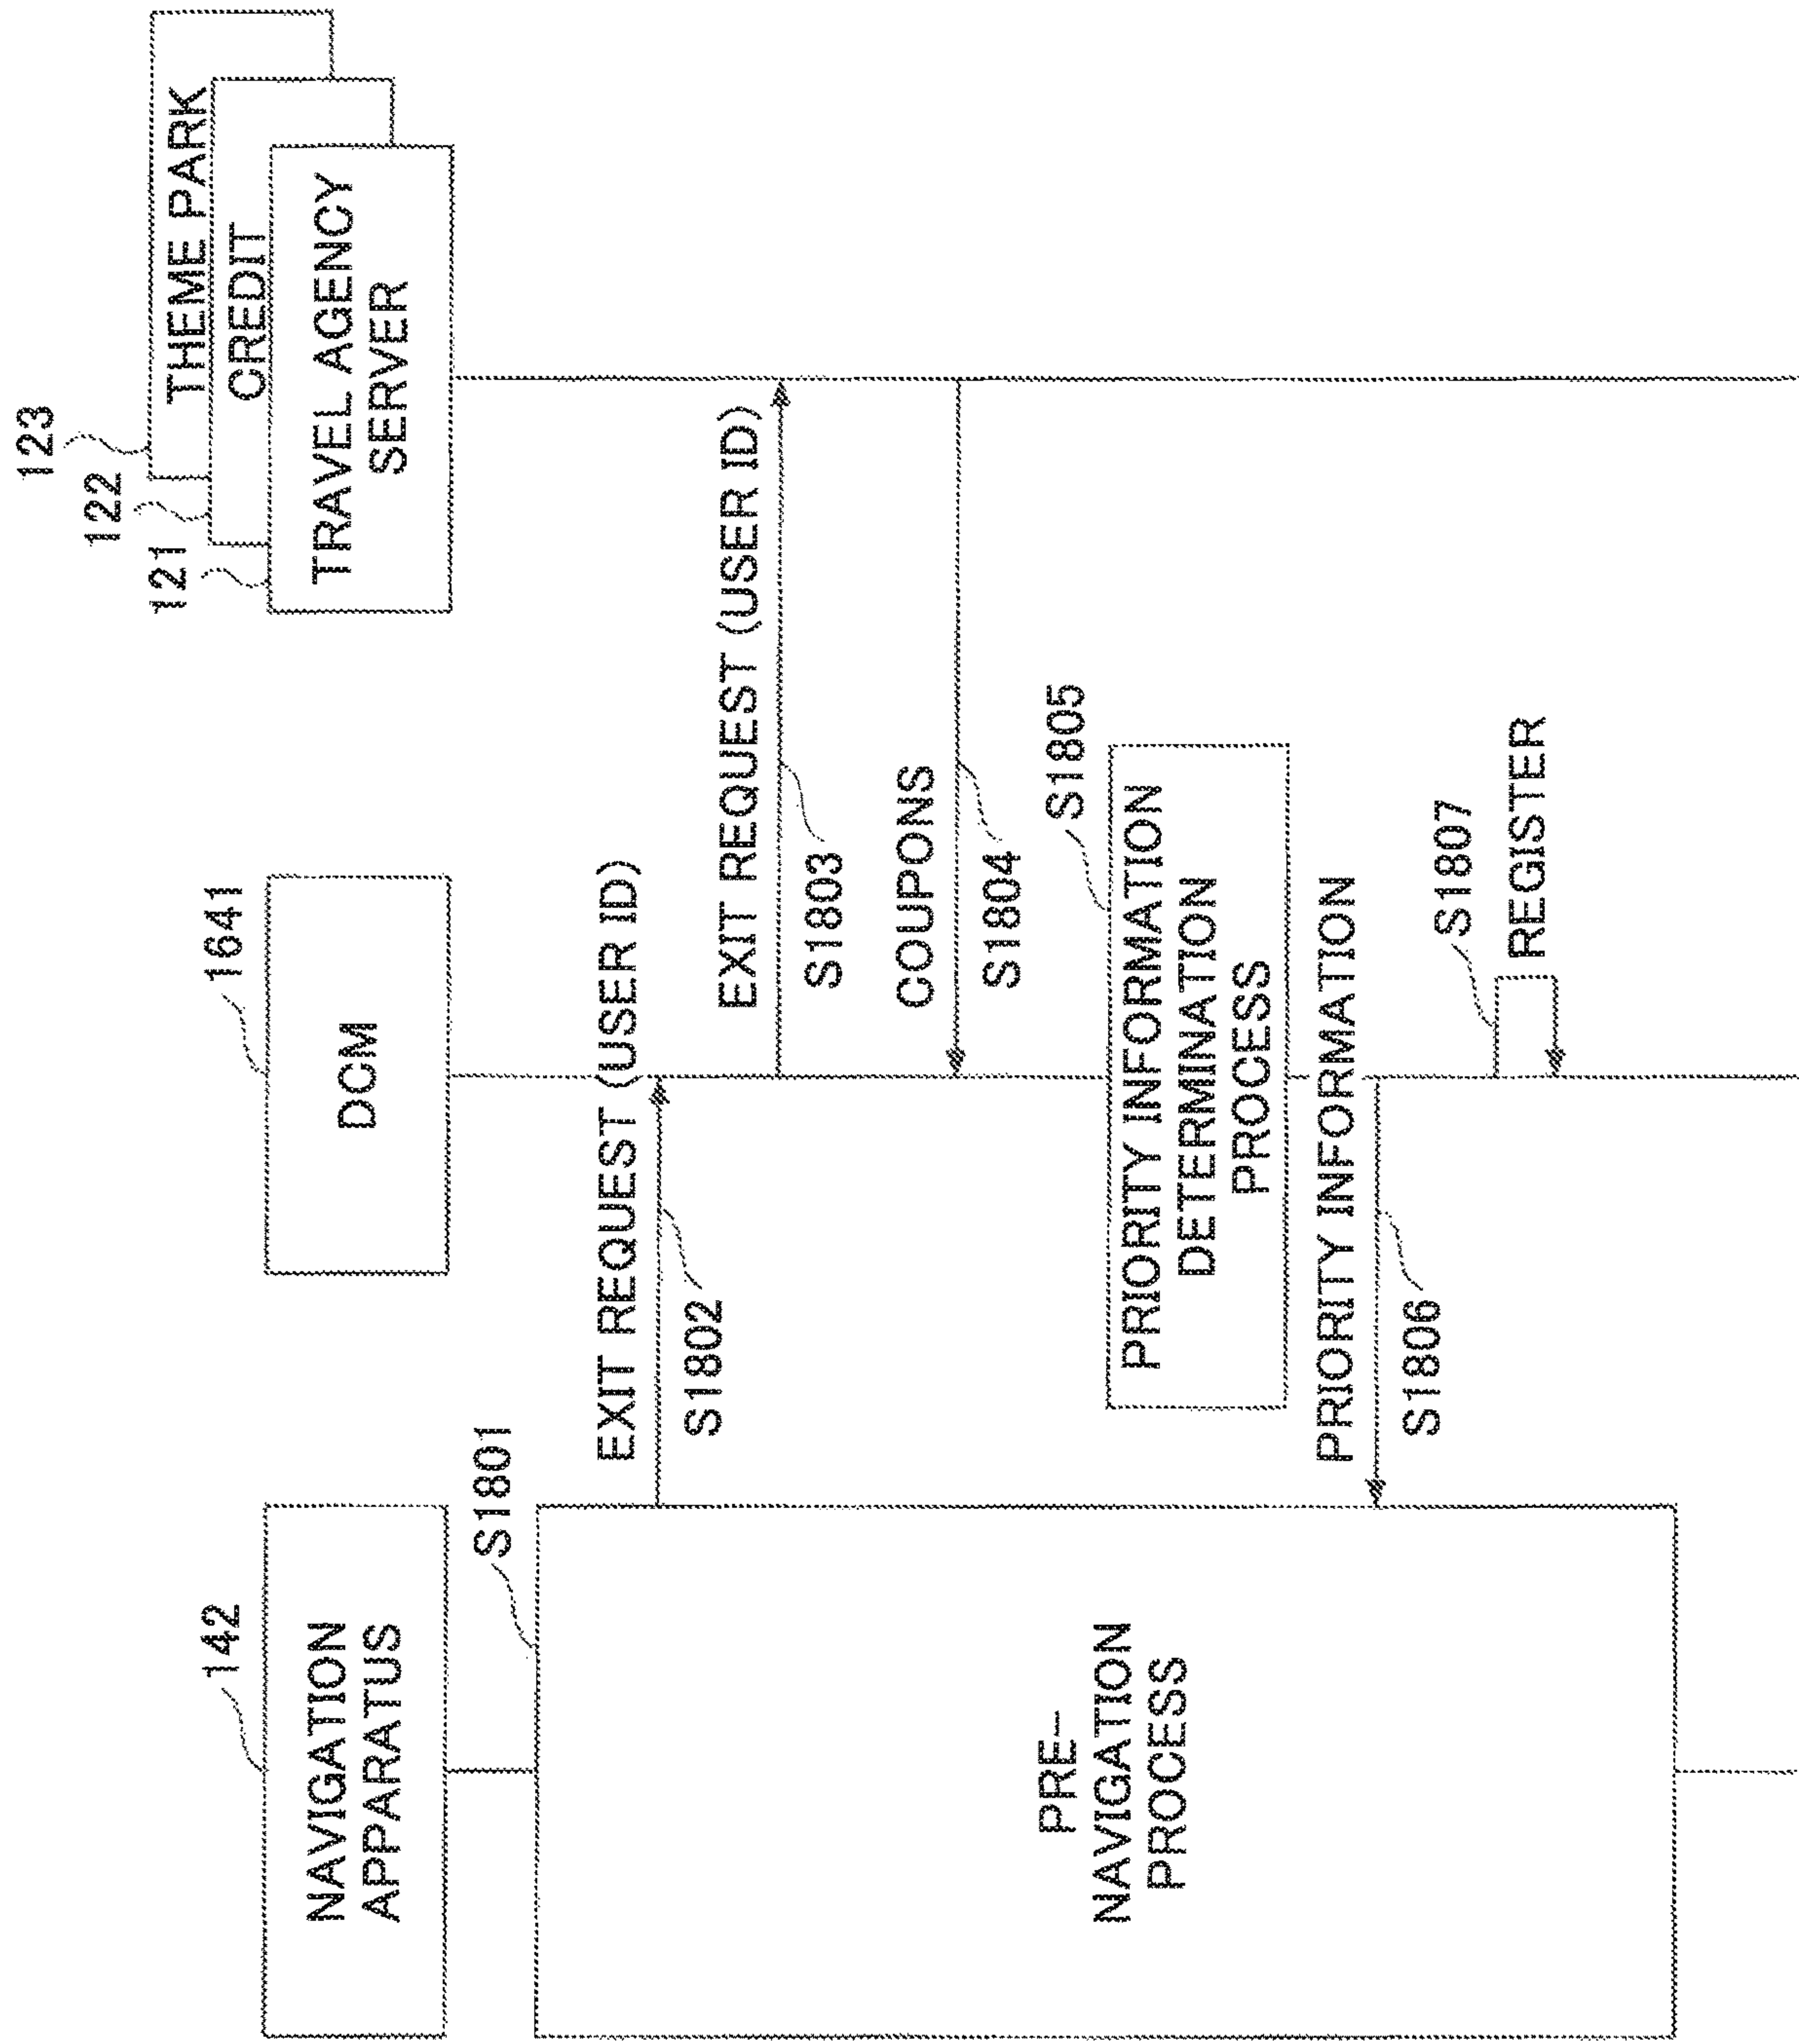 123
THEME PARK
122
CREDIT
121
TRAVEL AGENCY
SERVER
1641
DCM
142
NAVIGATION
APPARATUS
S1801
PRE-
NAVIGATION
PROCESS
EXIT REQUEST (USER ID)
S1802
EXIT REQUEST (USER ID)
S1803
COUPONS
S1804
S1805
PRIORITY INFORMATION
DETERMINATION
PROCESS
PRIORITY INFORMATION
S1806
S1807
REGISTER